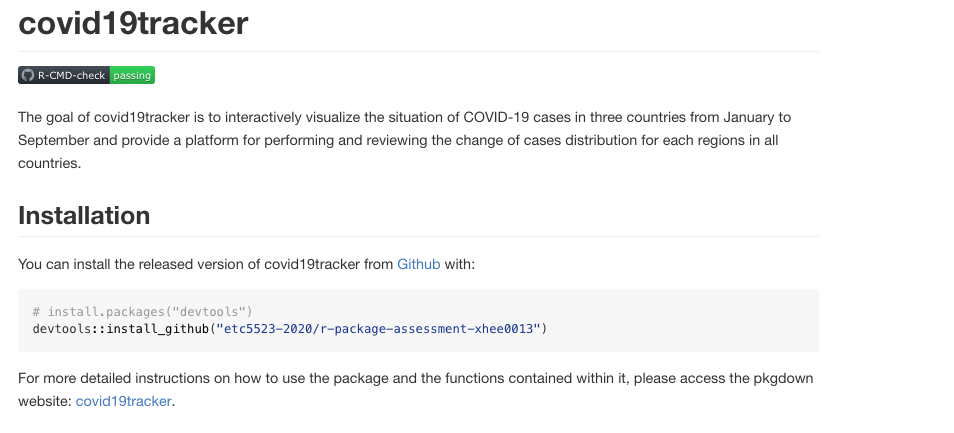 covid19tracker
R-CMD-check passing
The goal of covid19tracker is to interactively visualize the situation of COVID-19 cases in three countries from January to
September and provide a platform for performing and reviewing the change of cases distribution for each regions in all
countries.
Installation
You can install the released version of covid19tracker from Github with:
# install.packages("devtools")
devtools::install_github("etc5523-2020/r-package-assessment-xhee0013")
For more detailed instructions on how to use the package and the functions contained within it, please access the pkgdown
website: covid19tracker.